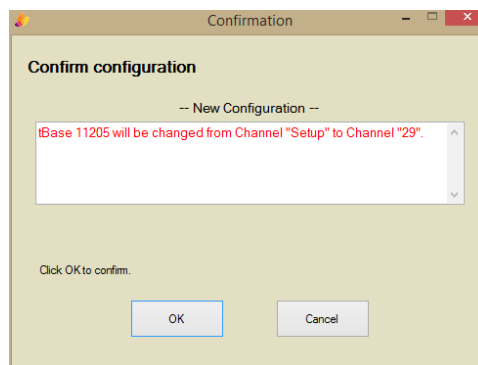 Confirmation
Confirm configuration
-- New Configuration --
tBase 11205 will be changed from Channel "Setup" to Channel "29".
Click OK to confirm.
OK
Cancel